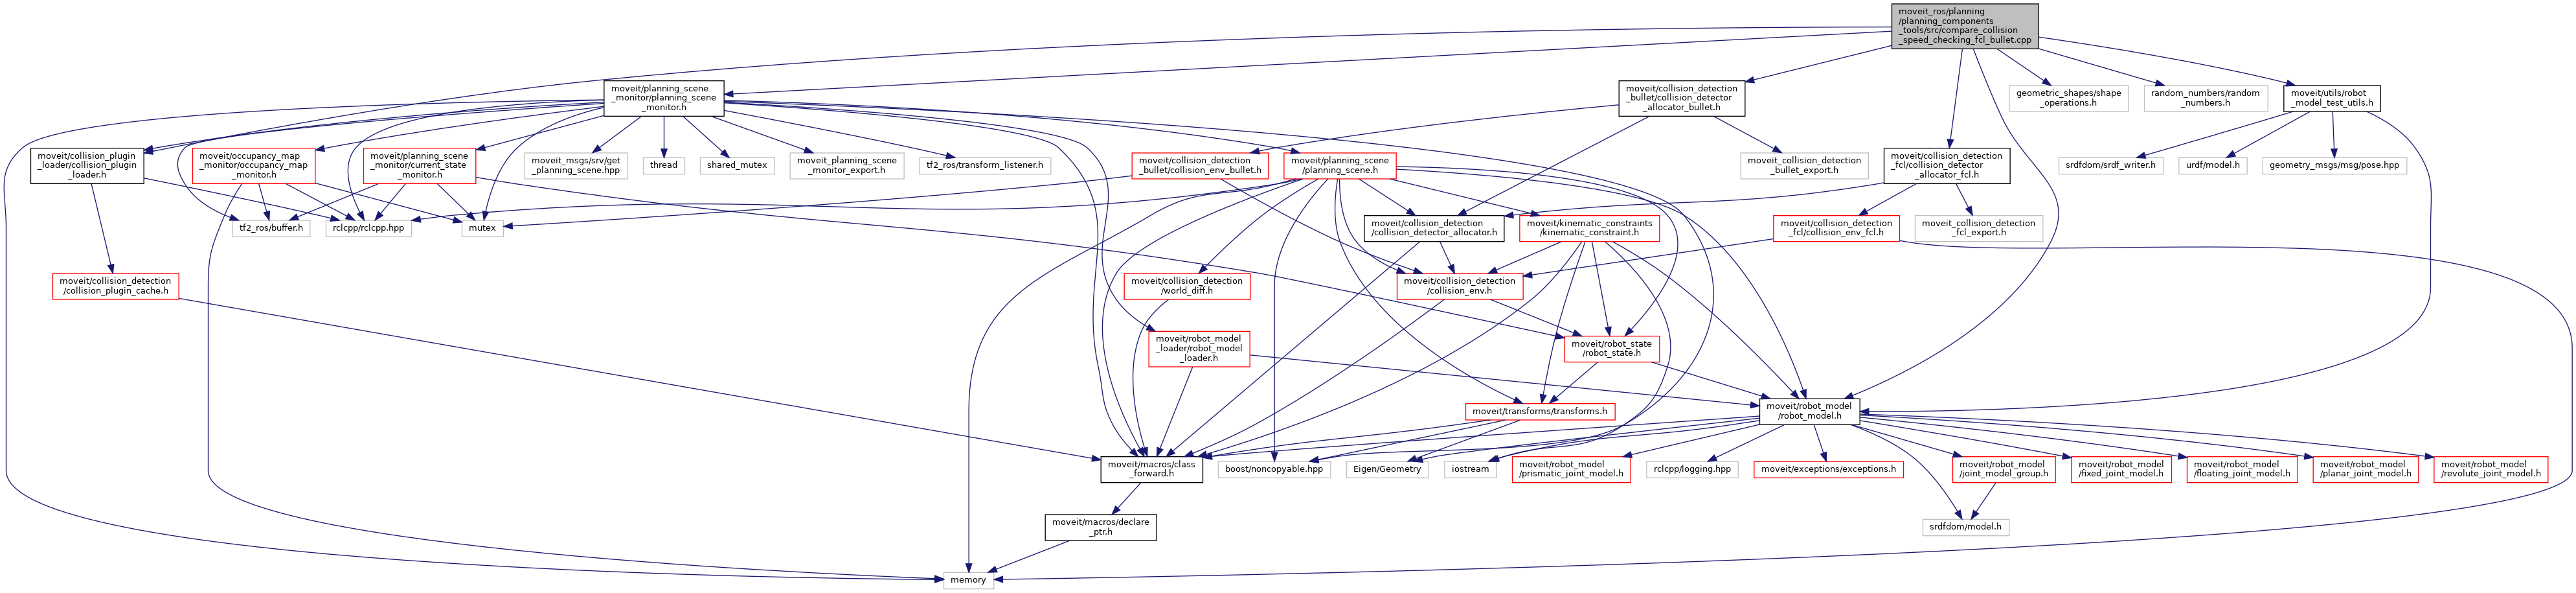 moveit_ros/planning
/planning_components
_tools/src/compare_collision
_speed_checking_fcl_bullet.cpp
moveit/planning_scene
_monitor/planning_scene
_monitor.h
moveit/collision_detection
_bullet/collision_detector
_allocator_bullet.h
geometric_shapes/shape
_operations.h
random_numbers/random
_numbers.h
moveit/utils/robot
_model_test_utils.h
moveit/collision_plugin
_loader/collision_plugin
_loader.h
moveit/occupancy_map
_monitor/occupancy_map
_monitor.h
moveit/planning_scene
_monitor/current_state
_monitor.h
moveit_msgs/srv/get
_planning_scene.hpp
thread
shared_mutex
moveit_planning_scene
_monitor_export.h
tf2_ros/transform_listener.h
moveit/collision_detection
_bullet/collision_env_bullet.h
moveit/planning_scene
/planning_scene.h
moveit_collision_detection
_bullet_export.h
moveit/collision_detection
_fcl/collision_detector
_allocator_fcl.h
srdfdom/srdf_writer.h
urdf/model.h
geometry_msgs/msg/pose.hpp
tf2_ros/buffer.h
rclcpp/rclcpp.hpp
mutex
moveit/collision_detection
/collision_detector_allocator.h
moveit/kinematic_constraints
/kinematic_constraint.h
moveit/collision_detection
_fcl/collision_env_fcl.h
moveit_collision_detection
_fcl_export.h
moveit/collision_detection
/collision_plugin_cache.h
moveit/collision_detection
/world_diff.h
moveit/collision_detection
/collision_env.h
moveit/robot_model
_loader/robot_model
_loader.h
moveit/robot_state
/robot_state.h
moveit/transforms/transforms.h
moveit/robot_model
/robot_model.h
moveit/macros/class
_forward.h
boost/noncopyable.hpp
Eigen/Geometry
iostream
moveit/robot_model
/prismatic_joint_model.h
rclcpp/logging.hpp
moveit/exceptions/exceptions.h
moveit/robot_model
/joint_model_group.h
moveit/robot_model
/fixed_joint_model.h
moveit/robot_model
/floating_joint_model.h
moveit/robot_model
/planar_joint_model.h
moveit/robot_model
/revolute_joint_model.h
moveit/macros/declare
_ptr.h
srdfdom/model.h
memory